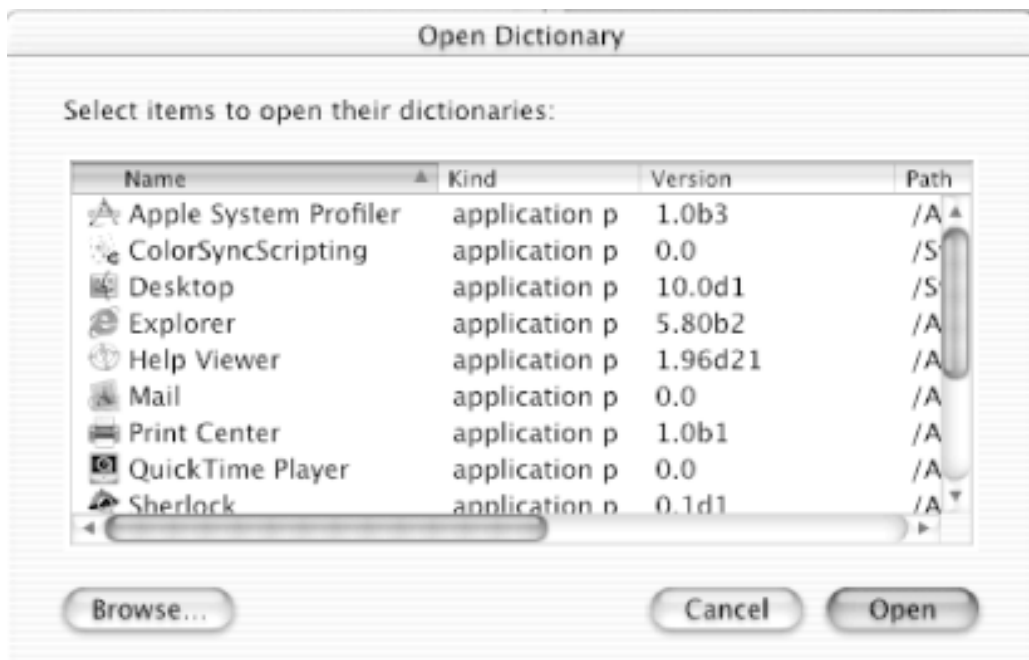 Open Dictionary
Select items to open their dictionaries:
Name Kind Version Path
Apple System Profiler application p 1.0b3 /A
ColorSyncScripting application p 0.0 /S
Desktop application p 10.0d1 /S
Explorer application p 5.80b2 /A
Help Viewer application p 1.96d21 /A
Mail application p 0.0 /A
Print Center application p 1.0b1 /A
QuickTime Player application p 0.0 /A
Sherlock application p 0.1d1 /A
Browse... Cancel Open